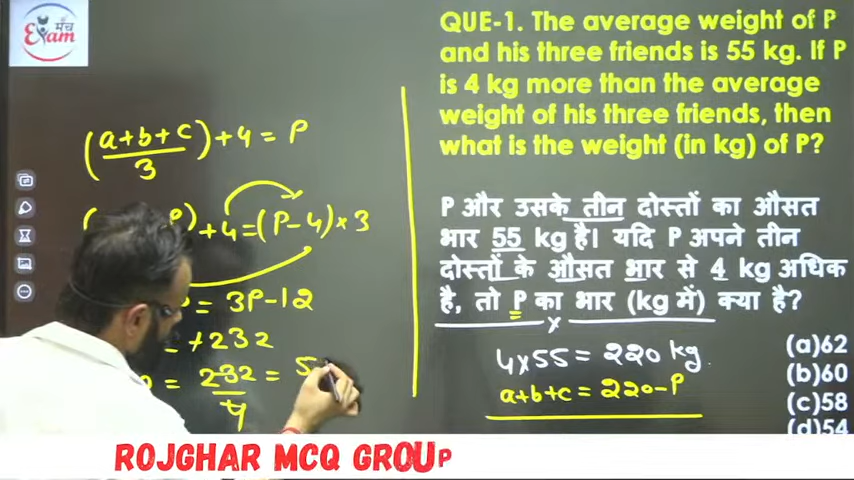 मंच
Exam
QUE-1. The average weight of P
and his three friends is 55 kg. If P
is 4 kg more than the average
weight of his three friends, then
what is the weight (in kg) of P?
P और उसके तीन दोस्तों का औसत
भार 55 kg है। यदि P अपने तीन
दोस्तों के औसत भार से 4 kg अधिक
है, तो P का भार (kg में) क्या है?
4×55 = 220 kg.
a+b+c = 220-P
(a)62
(b)60
(c)58
(d)54
(a+b+c/3)+4 = P
+4=(P-4)×3
= 3P-12
= +232
= 232/4 = 5
ROJGHAR MCQ GROUP